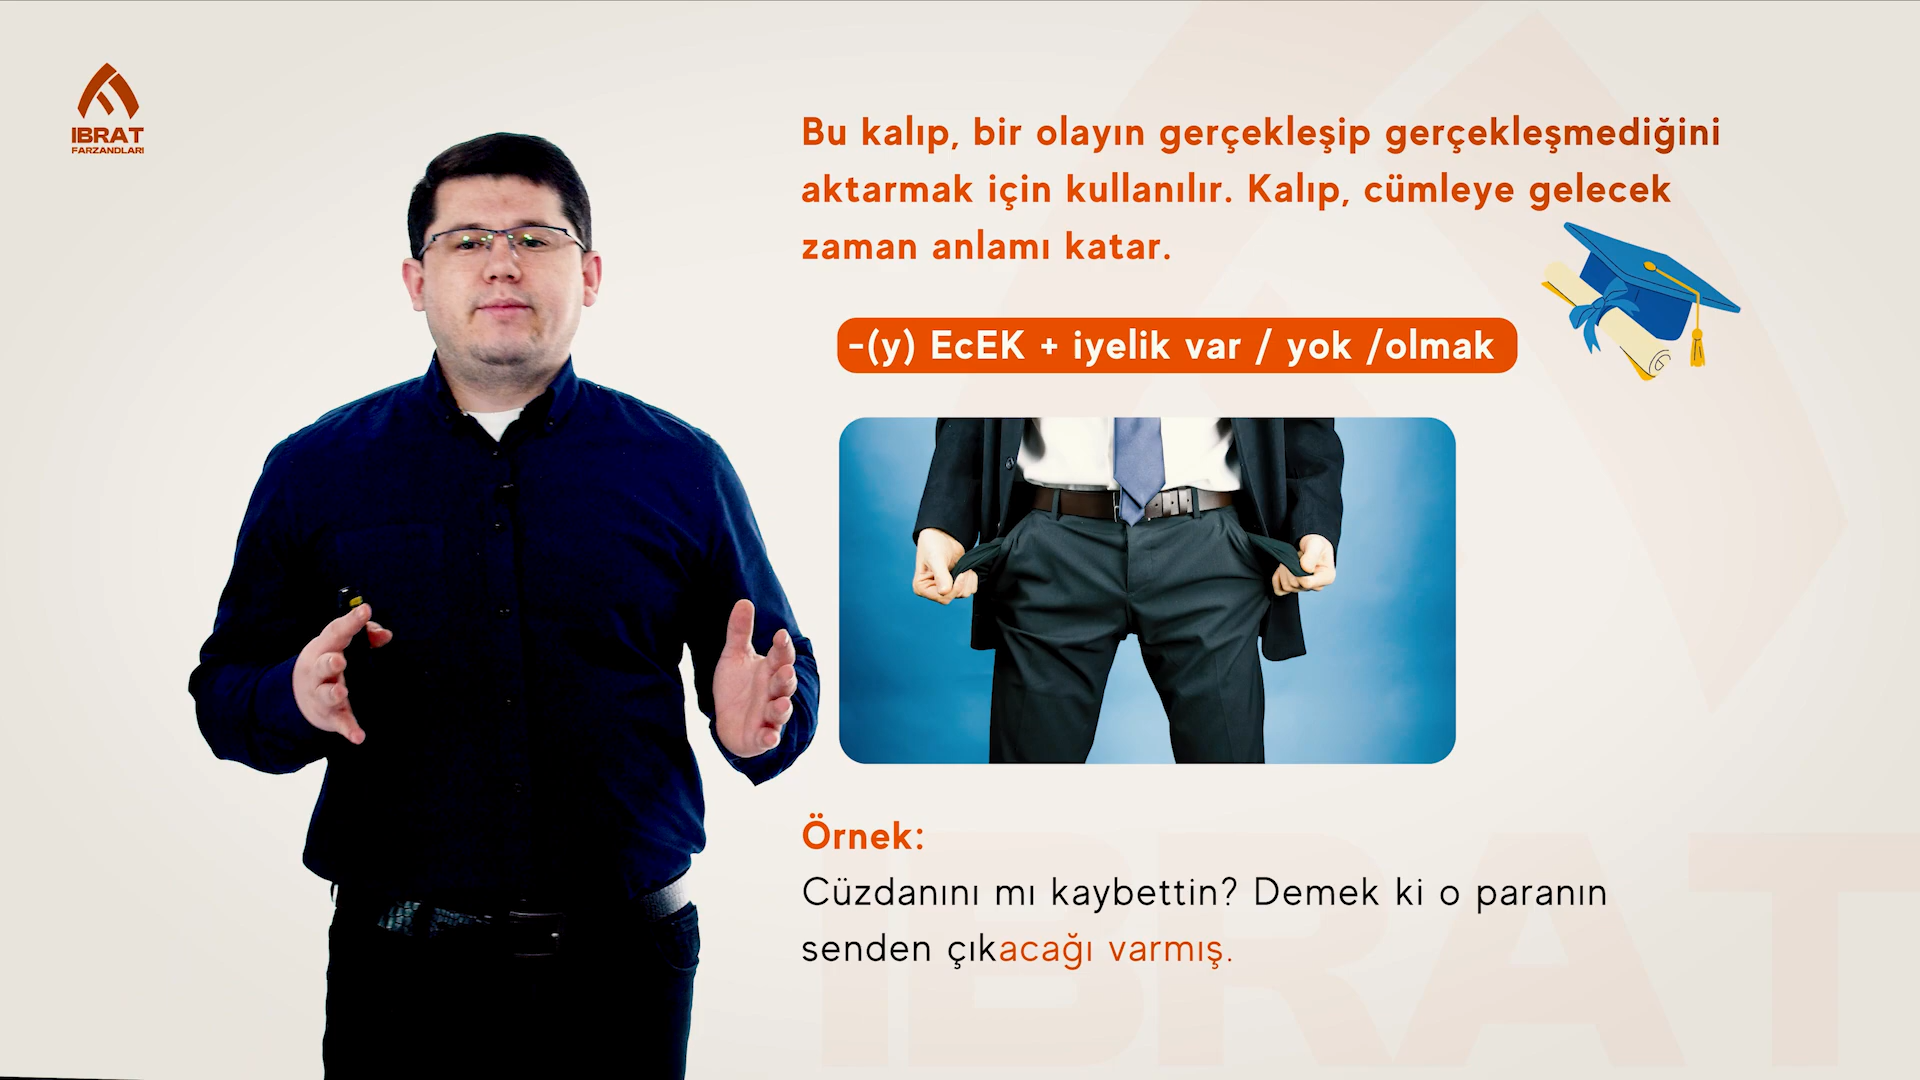 IBRAT
FARZANDLARI
Bu kalıp, bir olayın gerçekleşip gerçekleşmediğini
aktarmak için kullanılır. Kalıp, cümleye gelecek
zaman anlamı katar.
-(y) EcEK + iyelik var / yok /olmak
Örnek:
Cüzdanını mı kaybettin? Demek ki o paranın
senden çıkacağı varmış.
IBRAT